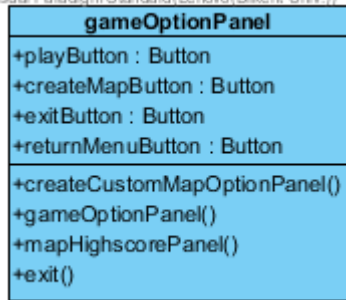 gameOptionPanel
+playButton : Button
+createMapButton : Button
+exitButton : Button
+returnMenuButton : Button
+createCustomMapOptionPanel()
+gameOptionPanel()
+mapHighscorePanel()
+exit()